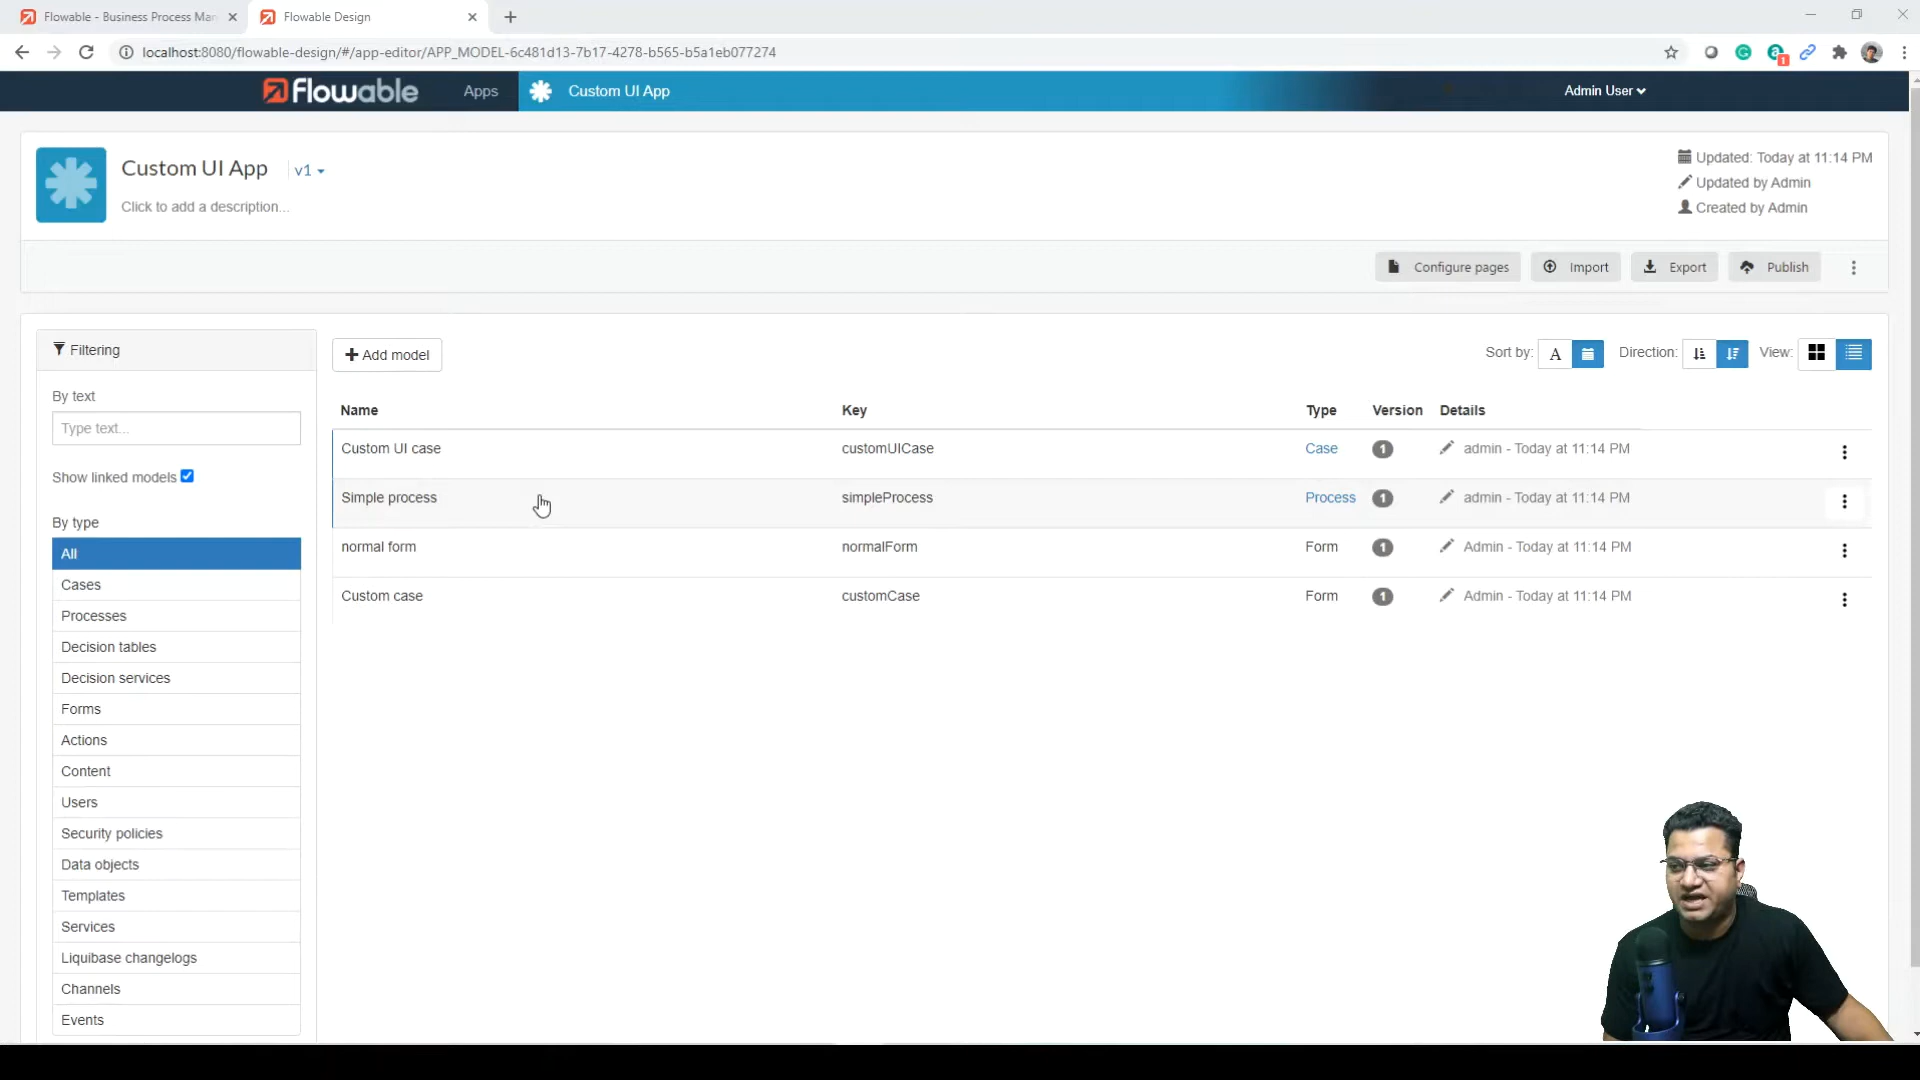 Flowable - Business Process Man
Flowable Design
localhost:8080/flowable-design/#/app-editor/APP_MODEL-6c481d13-7b17-4278-b565-b5a1eb077274
1
flowable Apps Custom UI App Admin User
Custom UI App v1
Click to add a description...
Updated: Today at 11:14 PM
Updated by Admin
Created by Admin
Configure pages Import Export Publish
Filtering
By text
Type text...
Show linked models
By type
All
Cases
Processes
Decision tables
Decision services
Forms
Actions
Content
Users
Security policies
Data objects
Templates
Services
Liquibase changelogs
Channels
Events
Add model
Sort by: A Direction: View:
Name Key Type Version Details
Custom UI case customUICase Case 1 admin - Today at 11:14 PM
Simple process simpleProcess Process 1 admin - Today at 11:14 PM
normal form normalForm Form 1 Admin - Today at 11:14 PM
Custom case customCase Form 1 Admin - Today at 11:14 PM